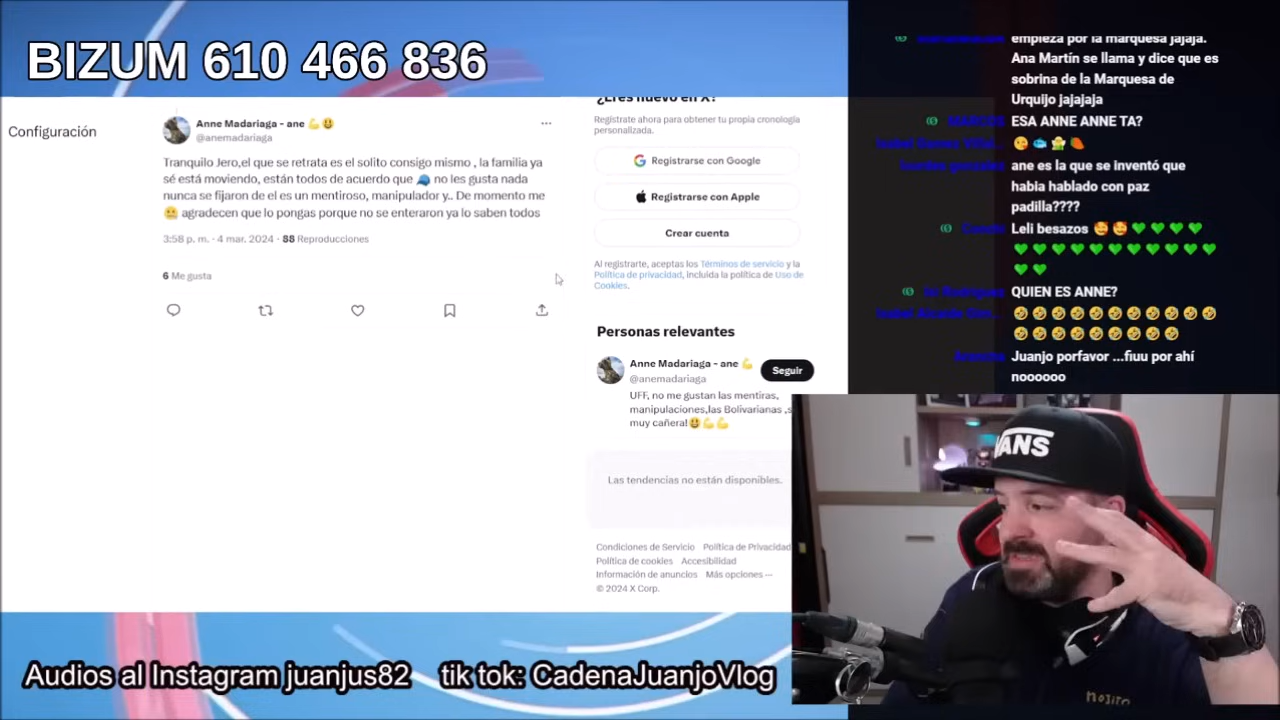 BIZUM 610 466 836
Configuración
Anne Madariaga - ane 💪😃
@anemadariaga
Tranquilo Jero,el que se retrata es el solito consigo mismo , la familia ya
sé está moviendo, están todos de acuerdo que 🧢 no les gusta nada
nunca se fijaron de el es un mentiroso, manipulador y.. De momento me
🤐 agradecen que lo pongas porque no se enteraron ya lo saben todos
3:58 p. m. · 4 mar. 2024 · 88 Reproducciones
6 Me gusta
¿Eres nuevo en X?
Regístrate ahora para obtener tu propia cronología
personalizada.
Registrarse con Google
Registrarse con Apple
Crear cuenta
Al registrarte, aceptas los Términos de servicio y la
Política de privacidad, incluida la política de Uso de
Cookies.
Personas relevantes
Anne Madariaga - ane 💪
@anemadariaga
Seguir
UFF, no me gustan las mentiras,
manipulaciones,las Bolivarianas ,s
muy cañera!😃💪💪
Las tendencias no están disponibles.
Condiciones de Servicio Política de Privacidad
Política de cookies Accesibilidad
Información de anuncios Más opciones ···
© 2024 X Corp.
empieza por la marquesa jajaja.
Ana Martín se llama y dice que es
sobrina de la Marquesa de
Urquijo jajajaja
ESA ANNE ANNE TA?
😘🐟🧝🥭
ane es la que se inventó que
habia hablado con paz
padilla????
Leli besazos 🥰🥰💚💚💚💚
💚💚💚💚💚💚💚💚💚💚💚
💚💚
QUIEN ES ANNE?
🤣🤣🤣🤣🤣🤣🤣🤣🤣🤣🤣
🤣🤣🤣🤣🤣🤣🤣🤣🤣
Juanjo porfavor ...fiuu por ahí
noooooo
VANS
Audios al Instagram juanjus82 tik tok: CadenaJuanjoVlog